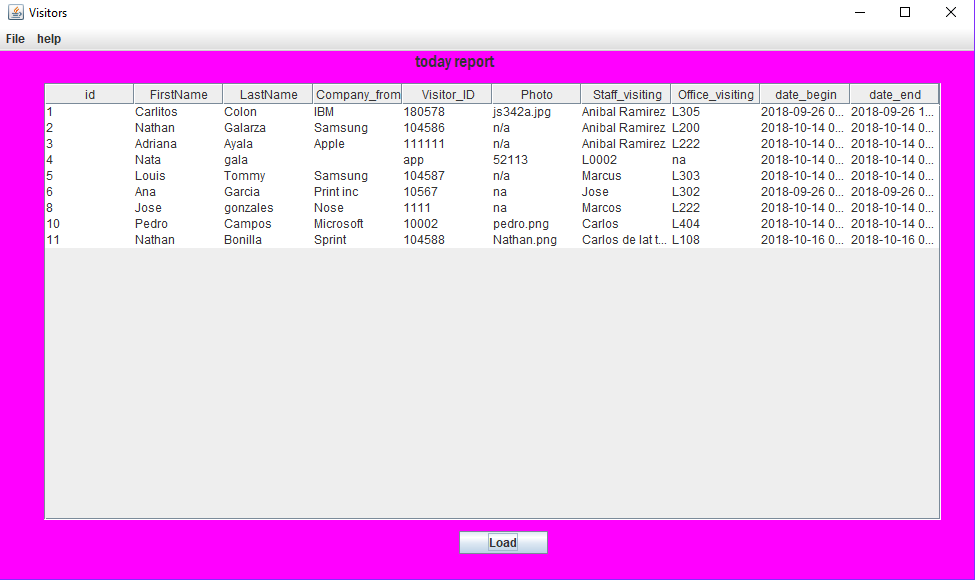 Visitors
File help
today report
id FirstName LastName Company_from Visitor_ID Photo Staff_visiting Office_visiting date_begin date_end
1 Carlitos Colon IBM 180578 js342a.jpg Anibal Ramirez L305 2018-09-26 0... 2018-09-26 1...
2 Nathan Galarza Samsung 104586 n/a Anibal Ramirez L200 2018-10-14 0... 2018-10-14 0...
3 Adriana Ayala Apple 111111 n/a Anibal Ramirez L222 2018-10-14 0... 2018-10-14 0...
4 Nata gala app 52113 L0002 na 2018-10-14 0... 2018-10-14 0...
5 Louis Tommy Samsung 104587 n/a Marcus L303 2018-10-14 0... 2018-10-14 0...
6 Ana Garcia Print inc 10567 na Jose L302 2018-09-26 0... 2018-09-26 0...
8 Jose gonzales Nose 1111 na Marcos L222 2018-10-14 0... 2018-10-14 0...
10 Pedro Campos Microsoft 10002 pedro.png Carlos L404 2018-10-14 0... 2018-10-14 0...
11 Nathan Bonilla Sprint 104588 Nathan.png Carlos de lat t... L108 2018-10-16 0... 2018-10-16 0...
Load